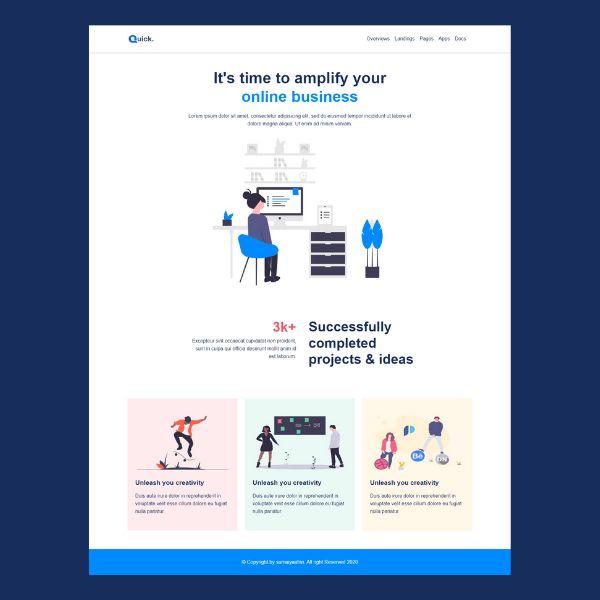 Quick.
Overviews Landings Pages Apps Docs
It's time to amplify your
online business
Lorem ipsum dolor sit amet, consectetur adipisicing elit, sed do eiusmod tempor incididunt ut labore et
dolore magna aliqua. Ut enim ad minim veniam.
3k+
Excepteur sint occaecat cupidatat non proident,
sunt in culpa qui officia deserunt mollit anim id
est laborum.
Successfully
completed
projects & ideas
Unleash you creativity
Duis aute irure dolor in reprehenderit in
voluptate velit esse cillum dolore eu fugiat
nulla pariatur.
Unleash you creativity
Duis aute irure dolor in reprehenderit in
voluptate velit esse cillum dolore eu fugiat
nulla pariatur.
Bē
DN
Unleash you creativity
Duis aute irure dolor in reprehenderit in
voluptate velit esse cillum dolore eu fugiat
nulla pariatur.
© Copyright by All right Reserved 2020